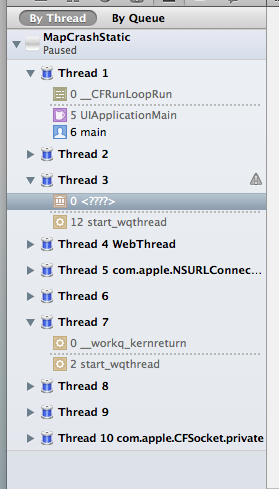 By Thread By Queue
MapCrashStatic
Paused
Thread 1
0 __CFRunLoopRun
5 UIApplicationMain
6 main
Thread 2
Thread 3
0 <????>
12 start_wqthread
Thread 4 WebThread
Thread 5 com.apple.NSURLConnec...
Thread 6
Thread 7
0 __workq_kernreturn
2 start_wqthread
Thread 8
Thread 9
Thread 10 com.apple.CFSocket.private